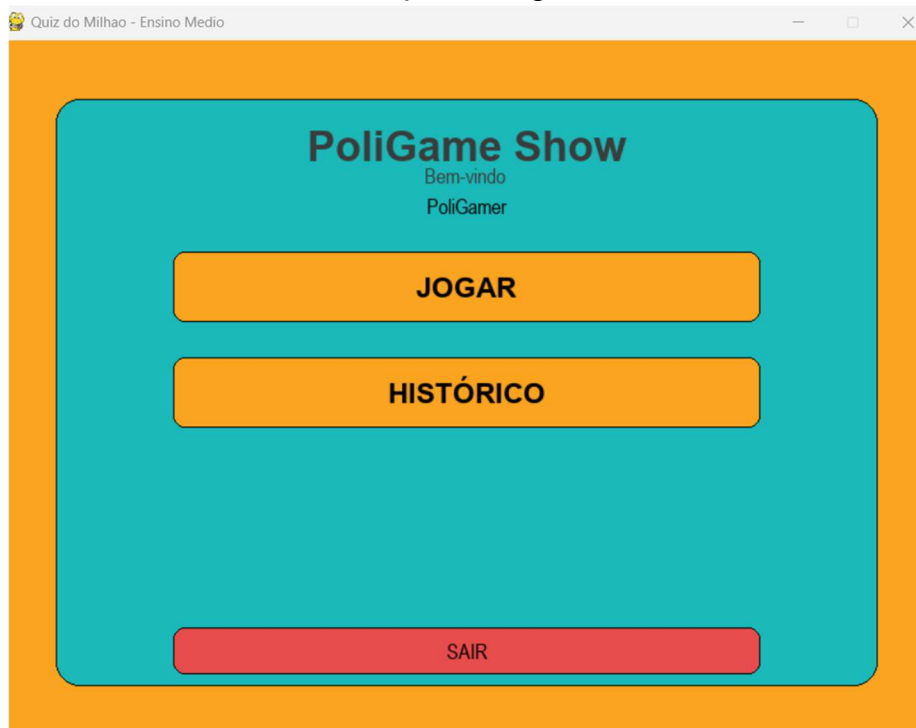 Quiz do Milhao - Ensino Medio
PoliGame Show
Bem-vindo
PoliGamer
JOGAR
HISTÓRICO
SAIR